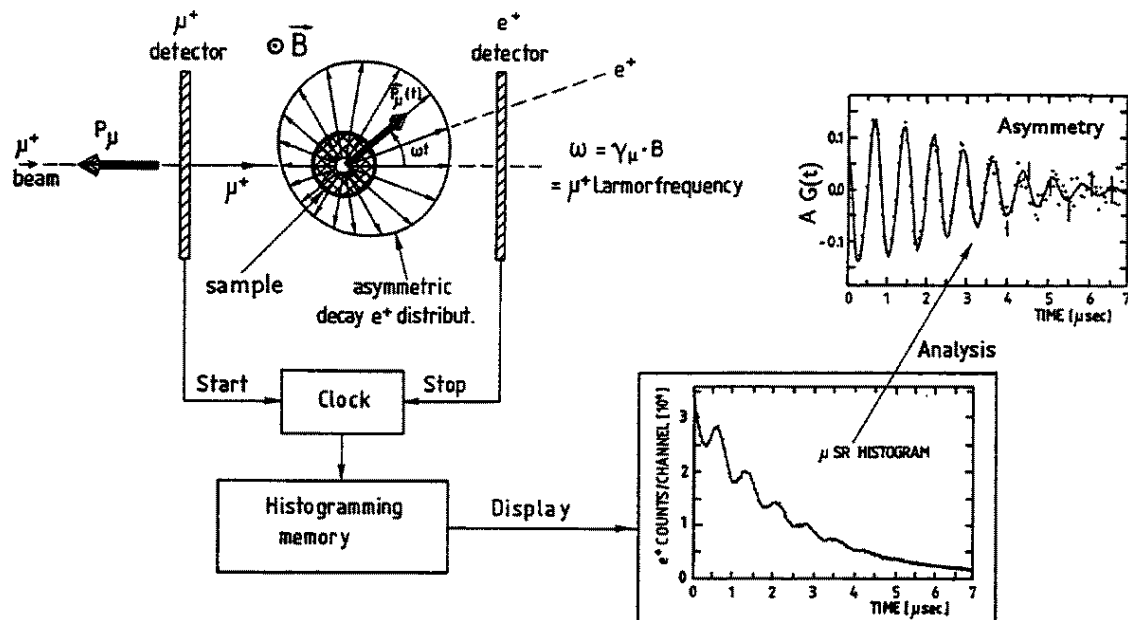 μ⁺
detector
⊙ B⃗
e⁺
detector
e⁺
P⃗μ(t)
ωt
Pμ
μ⁺
beam
μ⁺
ω = γμ · B
= μ⁺ Larmorfrequency
sample
asymmetric
decay e⁺ distribut.
Start
Clock
Stop
Histogramming
memory
Display
Asymmetry
A G(t)
0.1
0.0
-0.1
0 1 2 3 4 5 6 7
TIME [μsec]
Analysis
e⁺ COUNTS/CHANNEL [10⁴]
3
2
1
0
μSR HISTOGRAM
0 1 2 3 4 5 6 7
TIME [μsec]